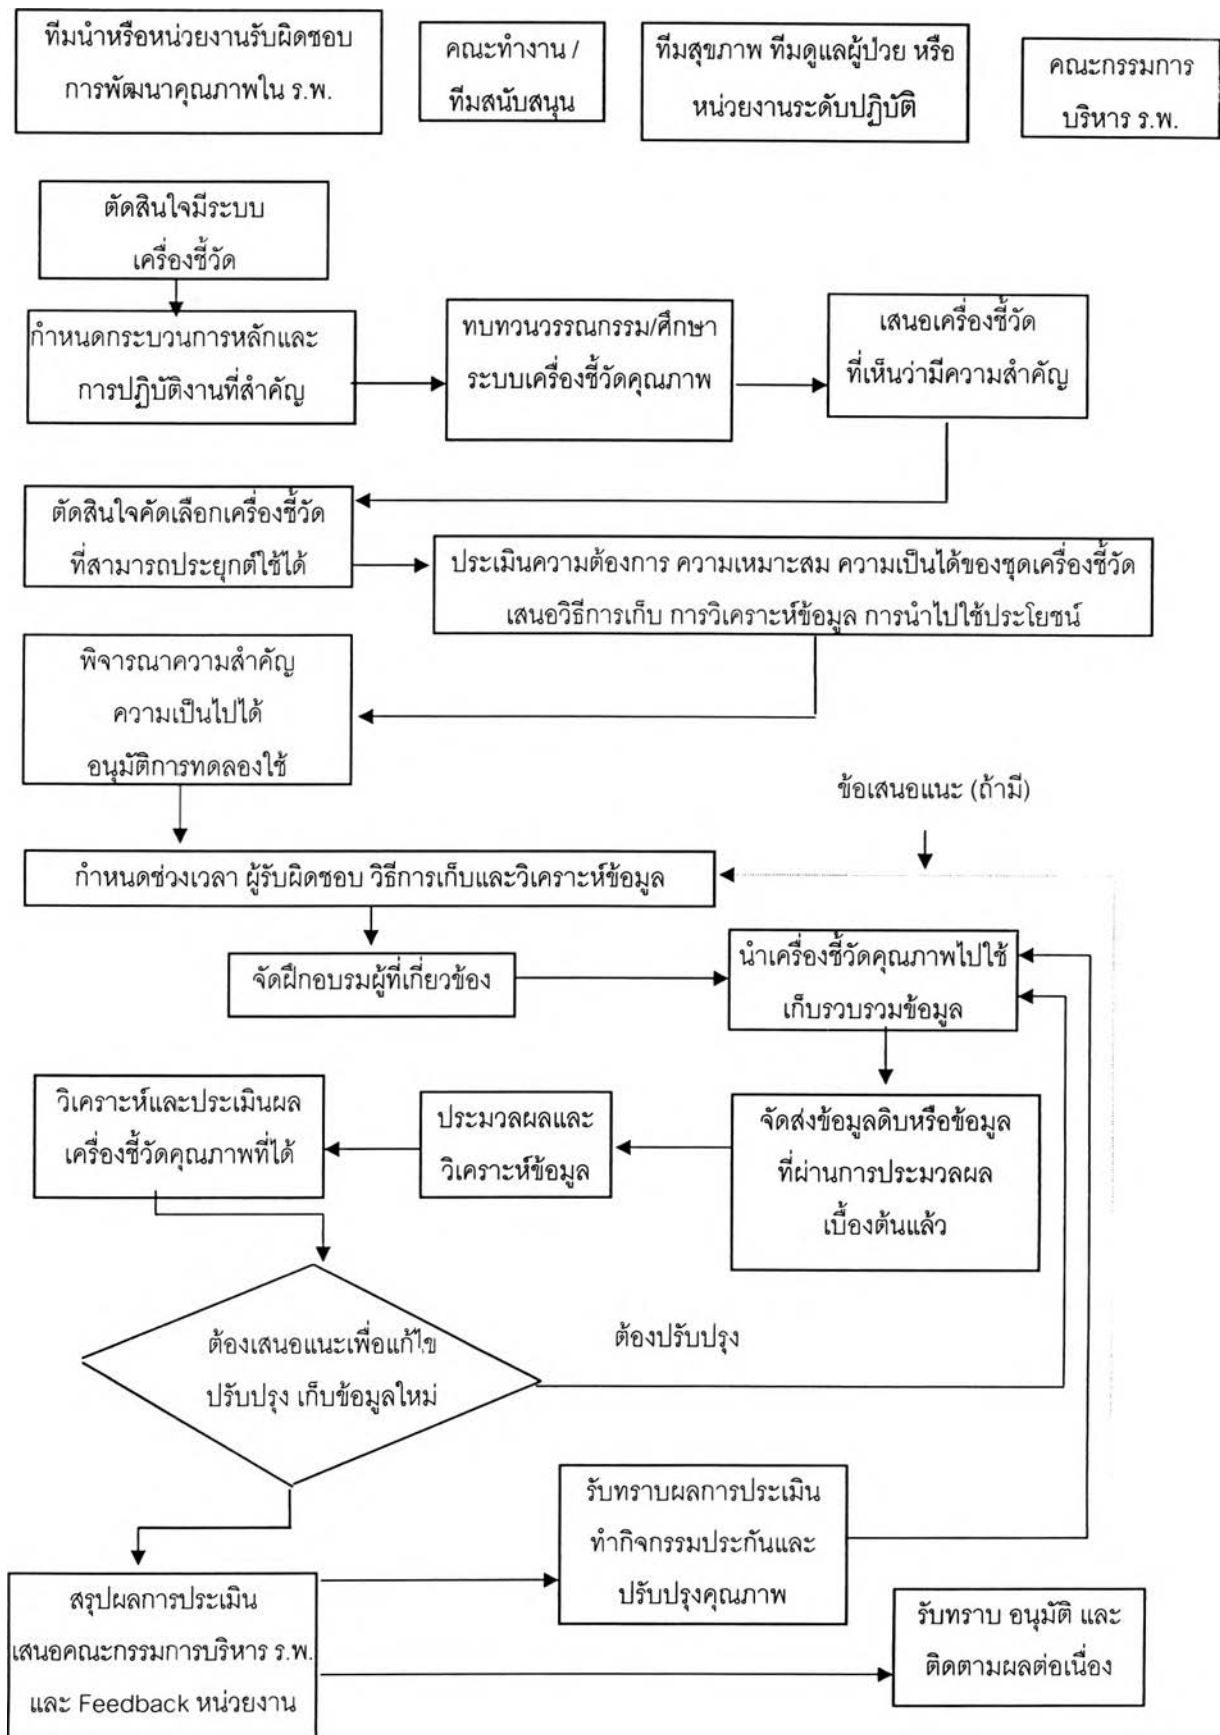 ทีมนำหรือหน่วยงานรับผิดชอบ
การพัฒนาคุณภาพใน ร.พ.
คณะทำงาน /
ทีมสนับสนุน
ทีมสุขภาพ ทีมดูแลผู้ป่วย หรือ
หน่วยงานระดับปฏิบัติ
คณะกรรมการ
บริหาร ร.พ.
ตัดสินใจมีระบบ
เครื่องชี้วัด
กำหนดกระบวนการหลักและ
การปฏิบัติงานที่สำคัญ
ทบทวนวรรณกรรม/ศึกษา
ระบบเครื่องชี้วัดคุณภาพ
เสนอเครื่องชี้วัด
ที่เห็นว่ามีความสำคัญ
ตัดสินใจคัดเลือกเครื่องชี้วัด
ที่สามารถประยุกต์ใช้ได้
ประเมินความต้องการ ความเหมาะสม ความเป็นได้ของชุดเครื่องชี้วัด
เสนอวิธีการเก็บ การวิเคราะห์ข้อมูล การนำไปใช้ประโยชน์
พิจารณาความสำคัญ
ความเป็นไปได้
อนุมัติการทดลองใช้
ข้อเสนอแนะ (ถ้ามี)
กำหนดช่วงเวลา ผู้รับผิดชอบ วิธีการเก็บและวิเคราะห์ข้อมูล
จัดฝึกอบรมผู้ที่เกี่ยวข้อง
นำเครื่องชี้วัดคุณภาพไปใช้
เก็บรวบรวมข้อมูล
วิเคราะห์และประเมินผล
เครื่องชี้วัดคุณภาพที่ได้
ประมวลผลและ
วิเคราะห์ข้อมูล
จัดส่งข้อมูลดิบหรือข้อมูล
ที่ผ่านการประมวลผล
เบื้องต้นแล้ว
ต้องเสนอแนะเพื่อแก้ไข
ปรับปรุง เก็บข้อมูลใหม่
ต้องปรับปรุง
รับทราบผลการประเมิน
ทำกิจกรรมประกันและ
ปรับปรุงคุณภาพ
สรุปผลการประเมิน
เสนอคณะกรรมการบริหาร ร.พ.
และ Feedback หน่วยงาน
รับทราบ อนุมัติ และ
ติดตามผลต่อเนื่อง